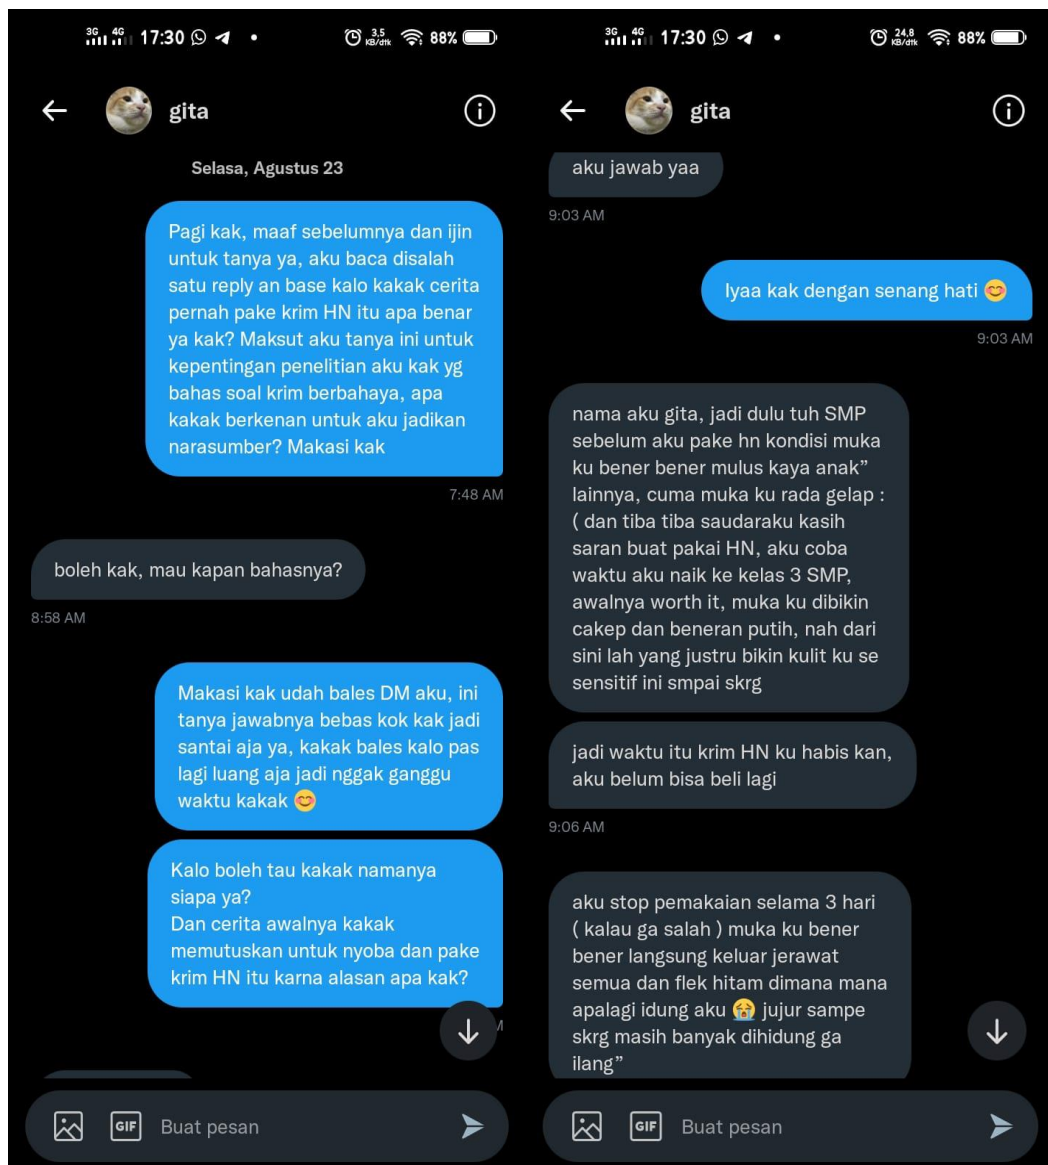 3G 4G 17:30 3,5 KB/dtk 88%
gita
Selasa, Agustus 23
Pagi kak, maaf sebelumnya dan ijin
untuk tanya ya, aku baca disalah
satu reply an base kalo kakak cerita
pernah pake krim HN itu apa benar
ya kak? Maksut aku tanya ini untuk
kepentingan penelitian aku kak yg
bahas soal krim berbahaya, apa
kakak berkenan untuk aku jadikan
narasumber? Makasi kak
7:48 AM
boleh kak, mau kapan bahasnya?
8:58 AM
Makasi kak udah bales DM aku, ini
tanya jawabnya bebas kok kak jadi
santai aja ya, kakak bales kalo pas
lagi luang aja jadi nggak ganggu
waktu kakak 😊
Kalo boleh tau kakak namanya
siapa ya?
Dan cerita awalnya kakak
memutuskan untuk nyoba dan pake
krim HN itu karna alasan apa kak?
GIF Buat pesan
3G 4G 17:30 24,8 KB/dtk 88%
gita
aku jawab yaa
9:03 AM
Iyaa kak dengan senang hati 😊
9:03 AM
nama aku gita, jadi dulu tuh SMP
sebelum aku pake hn kondisi muka
ku bener bener mulus kaya anak”
lainnya, cuma muka ku rada gelap :
( dan tiba tiba saudaraku kasih
saran buat pakai HN, aku coba
waktu aku naik ke kelas 3 SMP,
awalnya worth it, muka ku dibikin
cakep dan beneran putih, nah dari
sini lah yang justru bikin kulit ku se
sensitif ini smpai skrg
jadi waktu itu krim HN ku habis kan,
aku belum bisa beli lagi
9:06 AM
aku stop pemakaian selama 3 hari
( kalau ga salah ) muka ku bener
bener langsung keluar jerawat
semua dan flek hitam dimana mana
apalagi idung aku 😭 jujur sampe
skrg masih banyak dihidung ga
ilang”
GIF Buat pesan